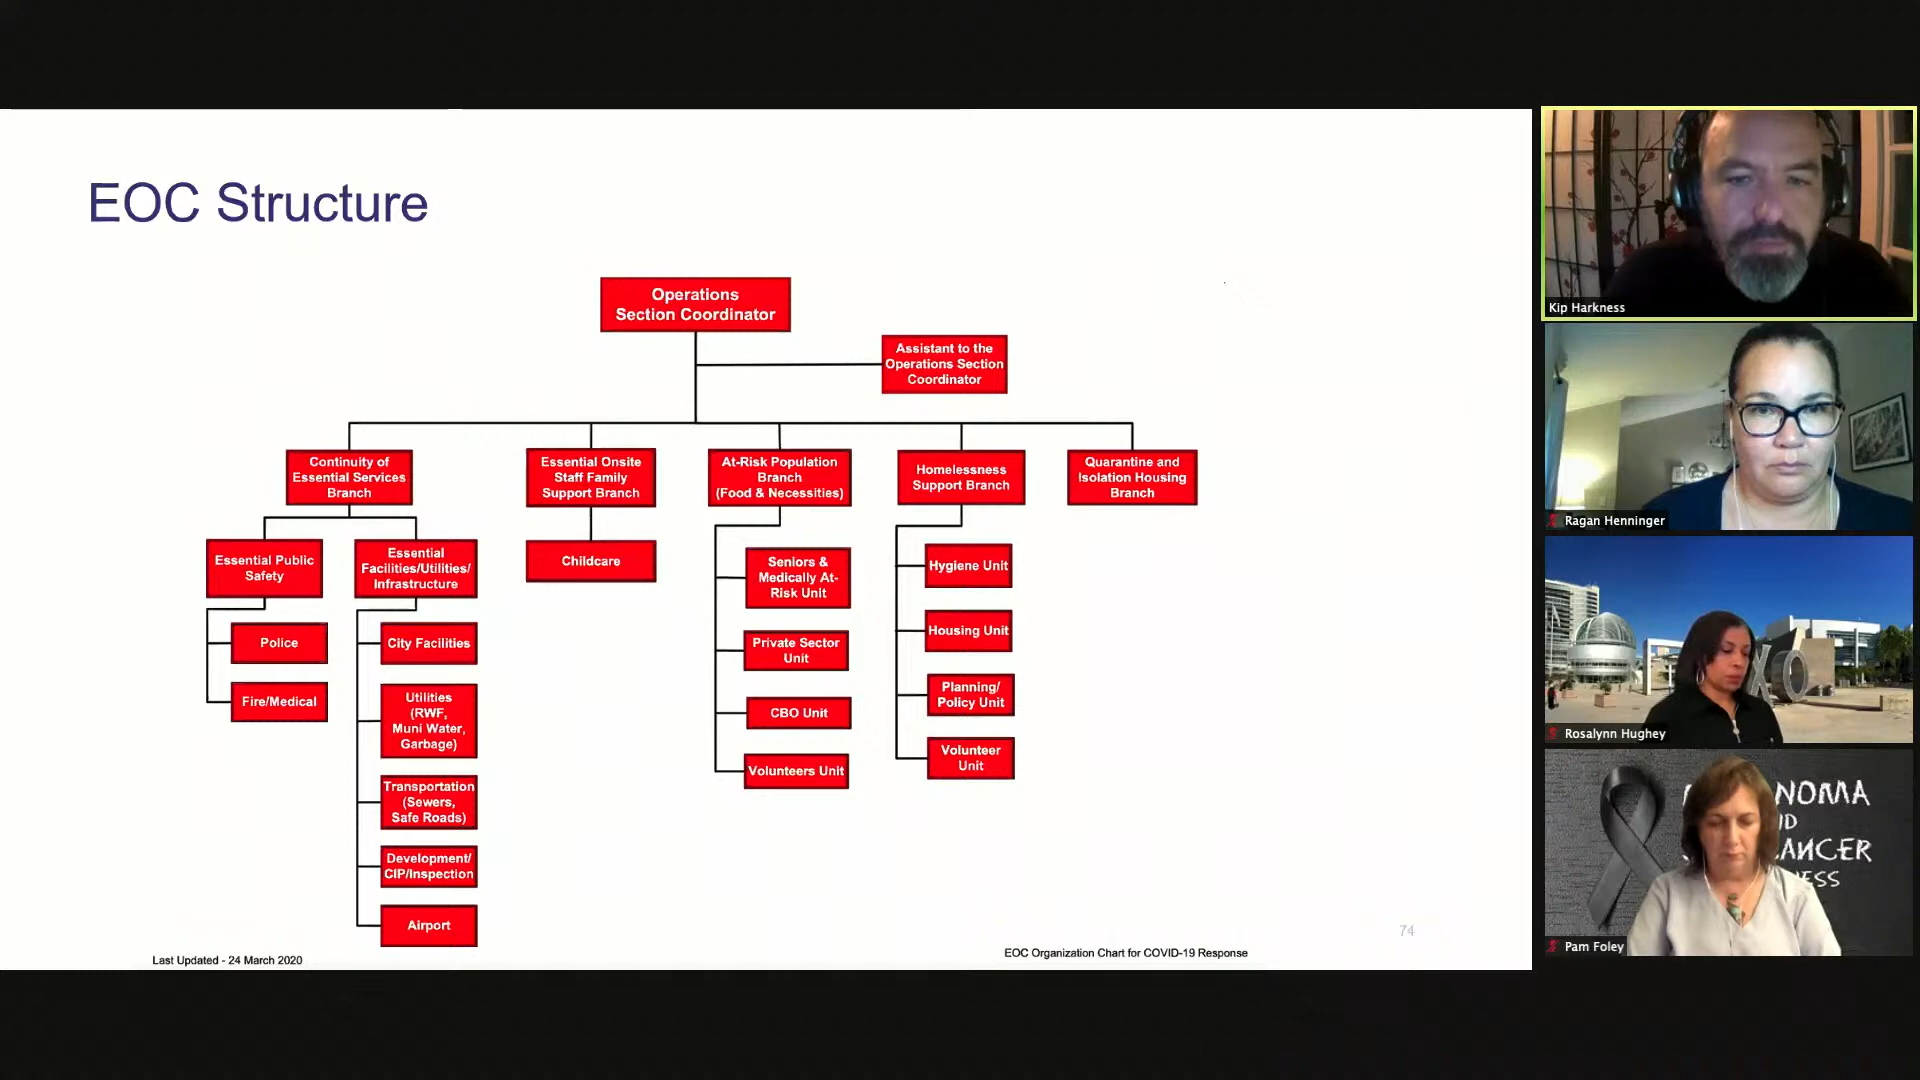 EOC Structure
Operations
Section Coordinator
Assistant to the
Operations Section
Coordinator
Continuity of
Essential Services
Branch
Essential Onsite
Staff Family
Support Branch
At-Risk Population
Branch
(Food & Necessities)
Homelessness
Support Branch
Quarantine and
Isolation Housing
Branch
Essential Public
Safety
Essential
Facilities/Utilities/
Infrastructure
Childcare
Police
Fire/Medical
City Facilities
Utilities
(RWF,
Muni Water,
Garbage)
Transportation
(Sewers,
Safe Roads)
Development/
CIP/Inspection
Airport
Seniors &
Medically At-
Risk Unit
Private Sector
Unit
CBO Unit
Volunteers Unit
Hygiene Unit
Housing Unit
Planning/
Policy Unit
Volunteer
Unit
74
Last Updated - 24 March 2020
EOC Organization Chart for COVID-19 Response
Kip Harkness
Ragan Henninger
XO
Rosalynn Hughey
Pam Foley